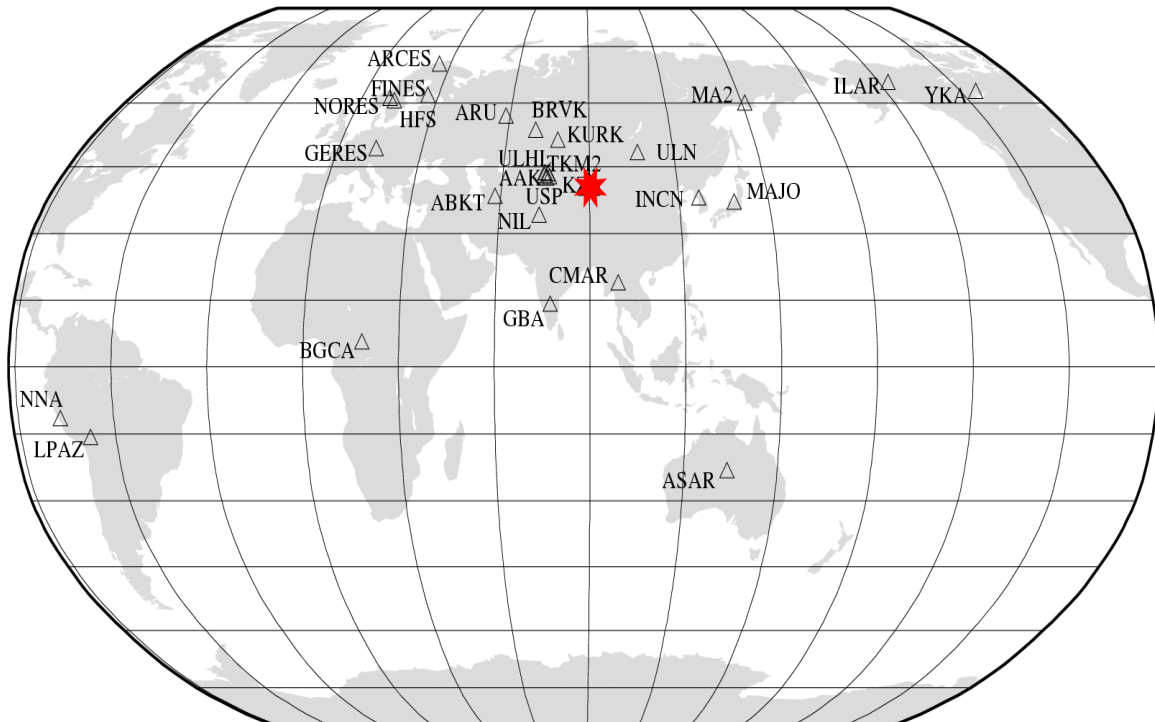 ARCES
FINES
NORES
HFS
ARU
BRVK
MA2
ILAR
YKA
KURK
GERES
ULN
ULHL
TKM2
AAK
USP
ABKT
NIL
INCN
MAJO
CMAR
GBA
BGCA
NNA
LPAZ
ASAR